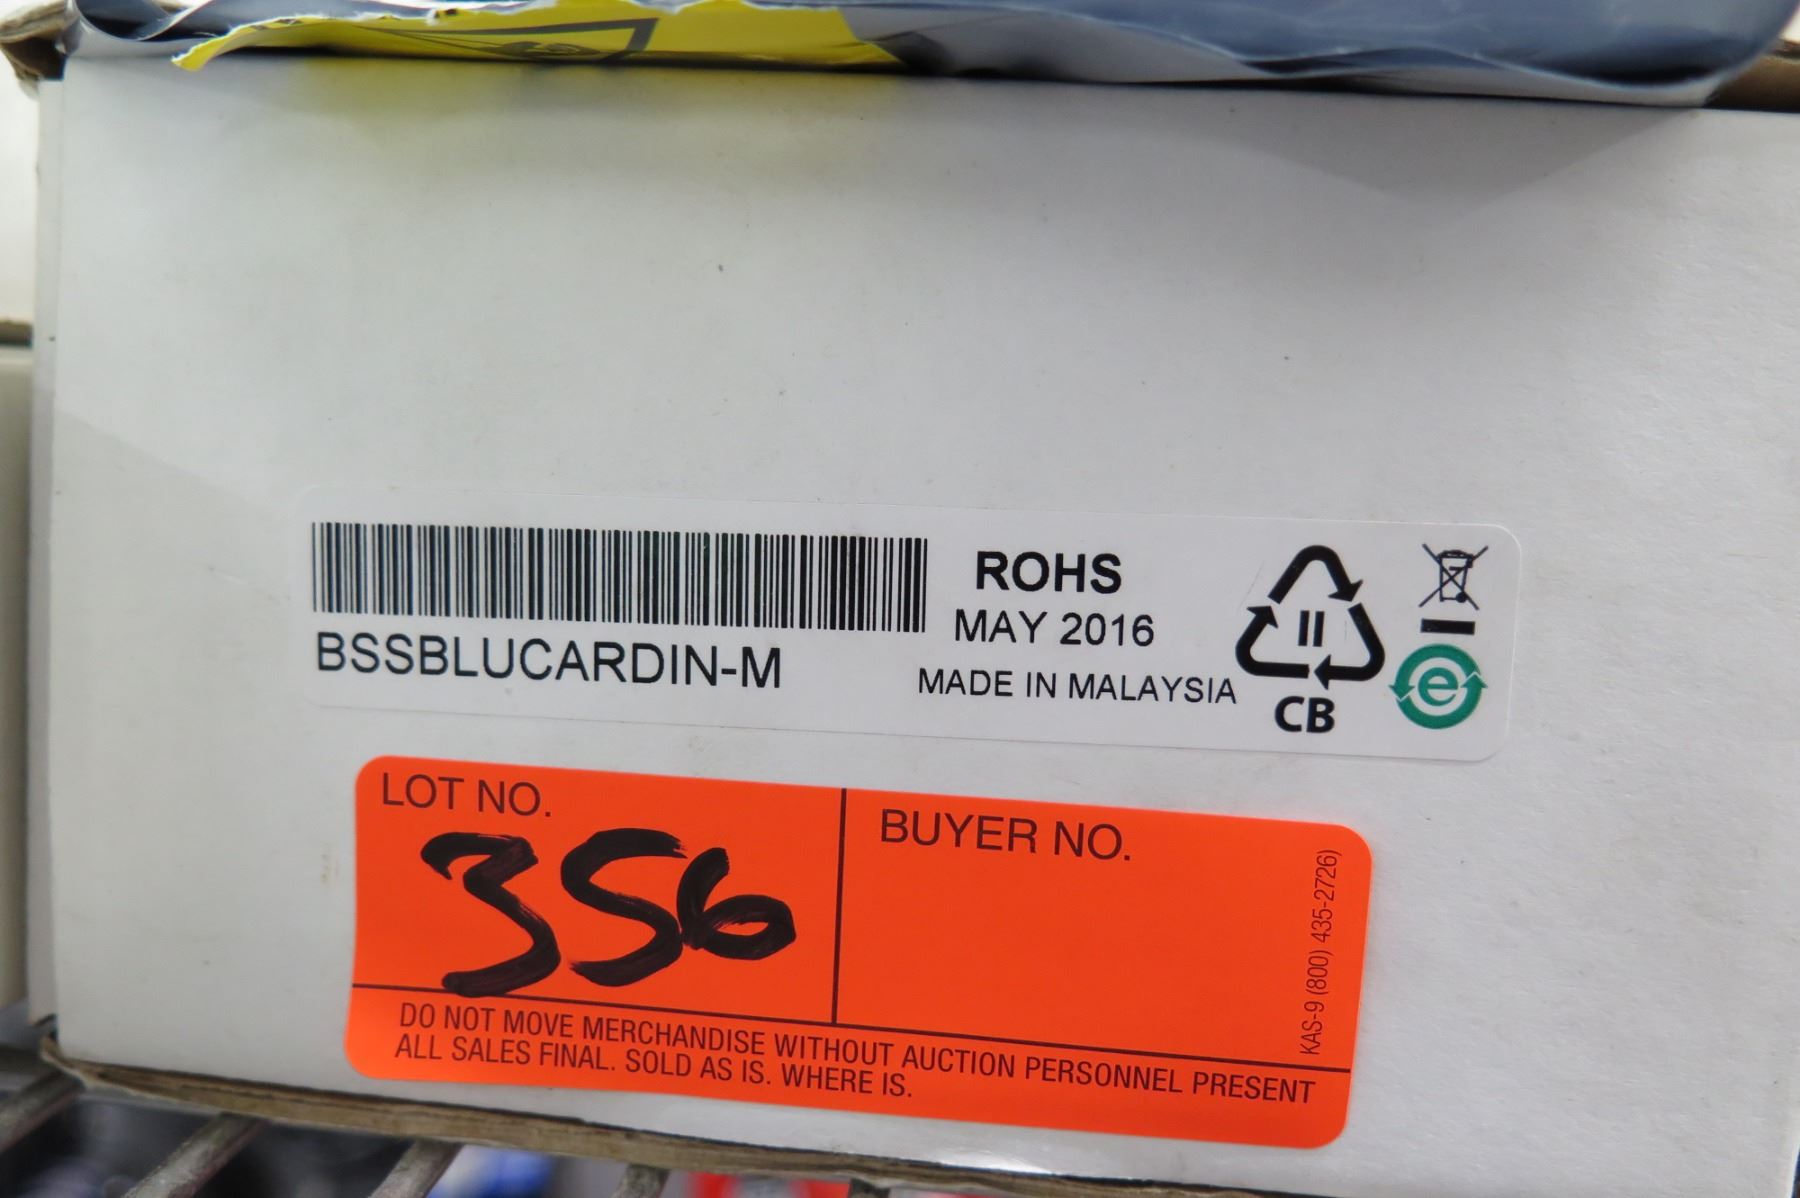 BSSBLUCARDIN-M
ROHS
MAY 2016
MADE IN MALAYSIA
II
CB
e
LOT NO.
356
BUYER NO.
KAS-9 (800) 435-2726)
DO NOT MOVE MERCHANDISE WITHOUT AUCTION PERSONNEL PRESENT
ALL SALES FINAL. SOLD AS IS. WHERE IS.